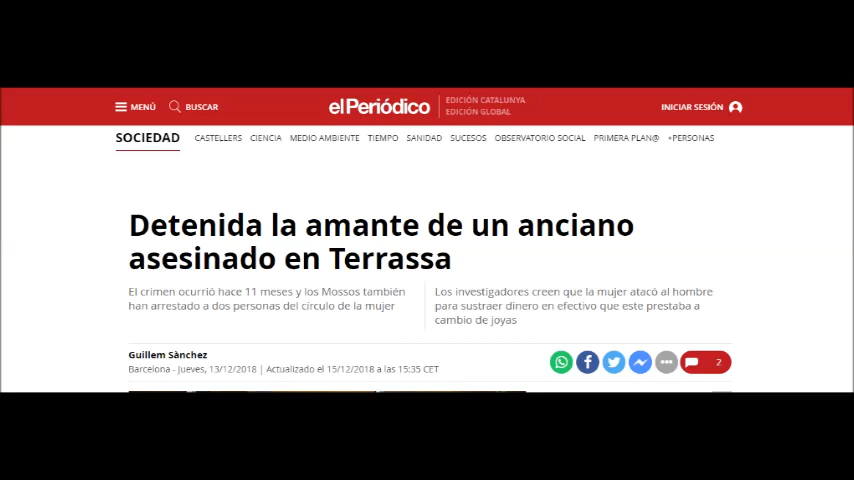 MENÚ BUSCAR elPeriódico EDICIÓN CATALUNYA INICIAR SESIÓN
EDICIÓN GLOBAL
SOCIEDAD CASTELLERS CIENCIA MEDIO AMBIENTE TIEMPO SANIDAD SUCESOS OBSERVATORIO SOCIAL PRIMERA PLAN@ +PERSONAS
Detenida la amante de un anciano
asesinado en Terrassa
El crimen ocurrió hace 11 meses y los Mossos también
han arrestado a dos personas del círculo de la mujer
Los investigadores creen que la mujer atacó al hombre
para sustraer dinero en efectivo que este prestaba a
cambio de joyas
Guillem Sànchez
Barcelona - Jueves, 13/12/2018 | Actualizado el 15/12/2018 a las 15:35 CET
2